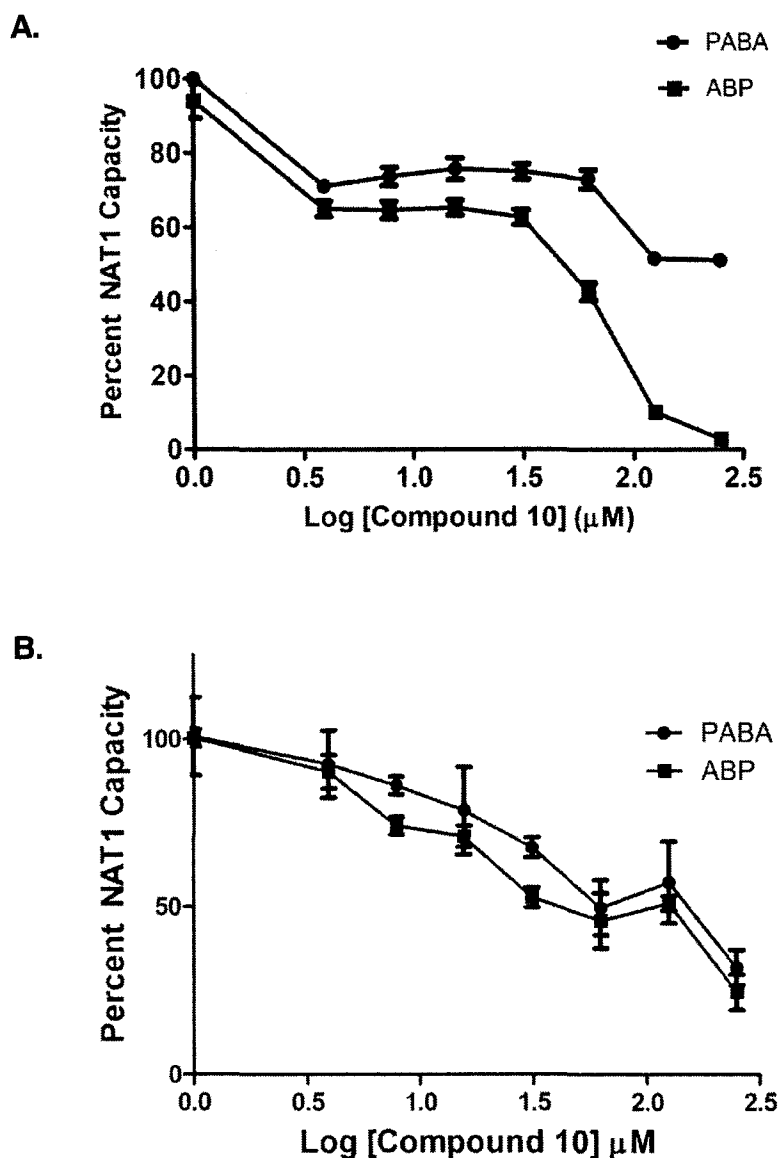 A.
PABA
ABP
Percent NAT1 Capacity
100
80
60
40
20
0
0.0 0.5 1.0 1.5 2.0 2.5
Log [Compound 10] (μM)
B.
PABA
ABP
Percent NAT1 Capacity
100
50
0
0.0 0.5 1.0 1.5 2.0 2.5
Log [Compound 10] μM